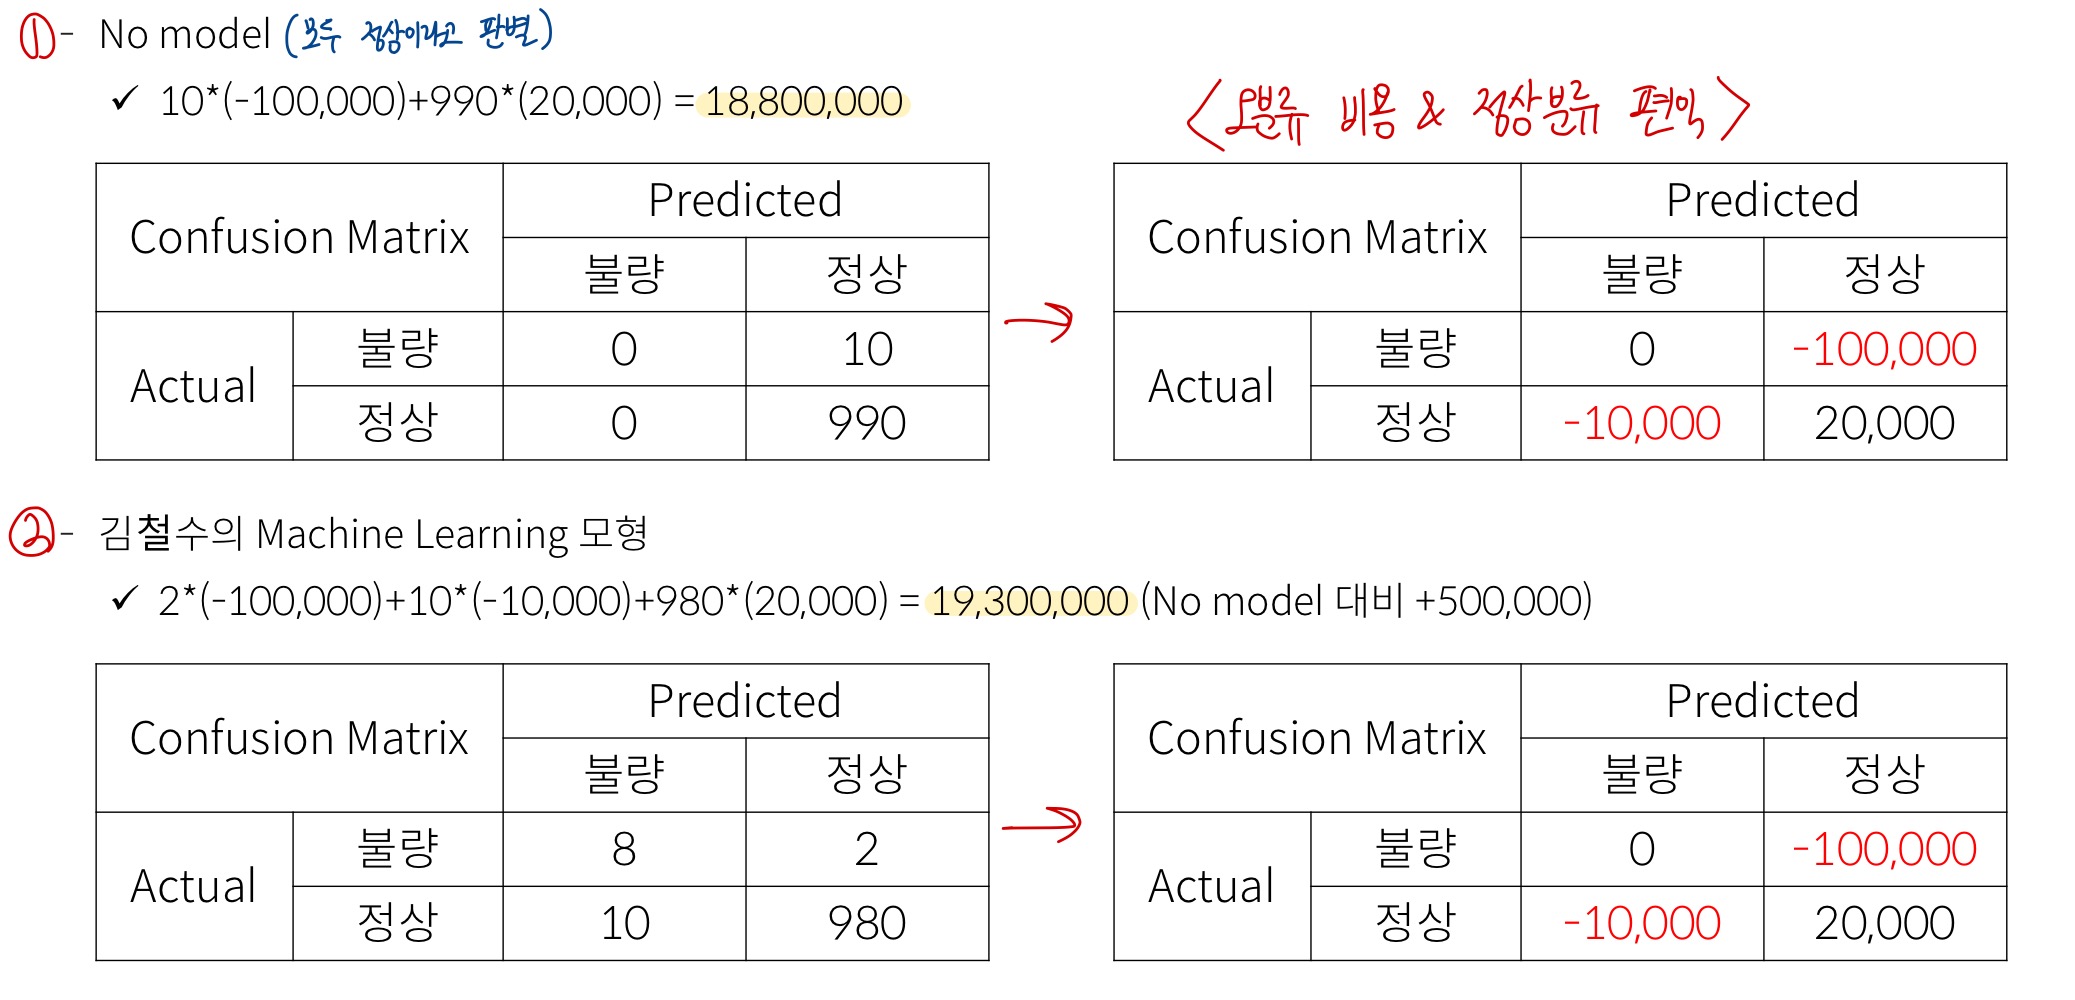 ① - No model (모두 정상이라고 판별)
✓ 10*(-100,000)+990*(20,000) = 18,800,000
<오분류 비용 & 정상분류 편익>
Confusion Matrix Predicted
불량 정상
Actual 불량 0 10
정상 0 990
→
Confusion Matrix Predicted
불량 정상
Actual 불량 0 -100,000
정상 -10,000 20,000
② - 김철수의 Machine Learning 모형
✓ 2*(-100,000)+10*(-10,000)+980*(20,000) = 19,300,000 (No model 대비 +500,000)
Confusion Matrix Predicted
불량 정상
Actual 불량 8 2
정상 10 980
→
Confusion Matrix Predicted
불량 정상
Actual 불량 0 -100,000
정상 -10,000 20,000